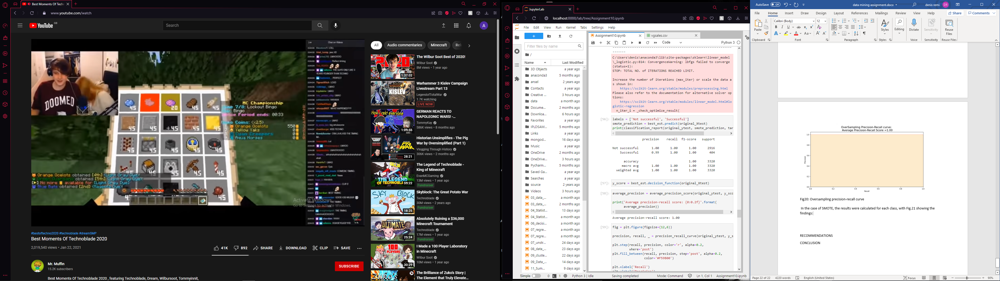 Best Moments Of Techn
www.youtube.com/watch
YouTube GB
Search
A
Chat on Videos
DOOMED
MC Championship
Game 7/8: Lockout Bingo
Map: Bingo
Grace Period ends: 00:33
Game Coins: (x2.5)
Orange Ocelots 550
Yellow Yaks 0
Cyan Creepers 0
Aqua Horses 0
Orange Ocelots obtained [4th] (Light Gray Dye)!
Green Guardians obtained [5th] (Light Gray Dye)!
No more available for [Light Gray Dye]
Blue Bats obtained [2nd] (Magenta Dye)!
Activate Windows
Go to Settings to activate Windows.
#bestoftechno2020 #technoblade #dreamSMP
Best Moments Of Technoblade 2020
2,019,540 views • Jan 22, 2021
41K
892
SHARE
DOWNLOAD
CLIP
SAVE
Mr. Muffin
15.2K subscribers
SUBSCRIBE
Best Moments Of Technoblade 2020 , featuring Technoblade, Dream, Wilbursoot, Tommyinnit,
All
Audio commentaries
Minecraft
Rel
The Wilbur Soot Best of 2020!
Wilbur Soot
8M views • 1 year ago
1:37:02
Warhammer 3 Kislev Campaign
Livestream Part 13
LegendofTotalWar
1.7K watching
LIVE NOW
KISLEV
GERMAN REACTS TO
NAPOLEONIC WARS! -...
TommyKay
586K views • 8 months ago
How I rekt everyone
1:09:55
Historian Unsimplifies - The Pig
War by Oversimplified (Part 1)
Vlogging Through History
306K views • 2 months ago
PIG WAR
28:21
The Legend of Technoblade -
King of Minecraft
EvanMCGaming
13M views • 1 year ago
Fundraiser
THE LEGEND OF TECHNOBLADE
59:22
Skyblock: The Great Potato War
Technoblade
30M views • 2 years ago
Fundraiser
SKY BLOCK
18:25
Absolutely Ruining a $36,000
Minecraft Tournament
Technoblade
17M views • 1 year ago
Fundraiser
ULTIMATE
25:24
I Made a 100 Player Laboratory
in Minecraft
Wilbur Soot
10M views • 1 year ago
100 PLAYERS
30:29
The Brilliance of Zuko's Story |
The Element that Truly Elevate...
Zuko's
JupyterLab
localhost:8888/lab/tree/Assignment10.ipynb
File Edit View Run Kernel Tabs Settings Help
Filter files by name
/
Name Last Modified
3D Objects a year ago
anaconda3 5 months ago
ansel 2 years ago
Contacts a year ago
Creative ... 3 hours ago
data a month ago
Docume... 2 months ago
Downloa... 6 hours ago
Favorites a year ago
IPLDSAM... 5 months ago
Links a year ago
mongod... 16 days ago
Music a year ago
OneDrive 2 months ago
OneDrive... 3 hours ago
Pycharm... 5 months ago
Saved Ga... a year ago
Searches a year ago
source 2 years ago
Videos 3 hours ago
03_data_... a month ago
03_data_... 2 months ago
04_Statist... 13 days ago
04_Statist... a month ago
06_decisi... a month ago
07_regre... a month ago
07_regre... a month ago
07_unstr... 24 days ago
08_data_... 23 days ago
09_cluste... 22 days ago
09_Data_... 14 days ago
11_Sum... 9 days ago
Assignment10.ipynb
vgsales.csv
Code
Python 3
C:\Users\denis\anaconda3\lib\site-packages\sklearn\linear_model
\_logistic.py:814: ConvergenceWarning: lbfgs failed to converge
(status=1):
STOP: TOTAL NO. of ITERATIONS REACHED LIMIT.
Increase the number of iterations (max_iter) or scale the data a
s shown in:
https://scikit-learn.org/stable/modules/preprocessing.html
Please also refer to the documentation for alternative solver op
tions:
https://scikit-learn.org/stable/modules/linear_model.html#lo
gistic-regression
n_iter_i = _check_optimize_result(
[56]: labels = ['Not successful', 'Successful']
smote_prediction = best_est.predict(original_Xtest)
print(classification_report(original_ytest, smote_prediction, tar
precision recall f1-score support
Not successful 1.00 1.00 1.00 2916
Successful 0.99 1.00 1.00 404
accuracy 1.00 3320
macro avg 1.00 1.00 1.00 3320
weighted avg 1.00 1.00 1.00 3320
[57]: y_score = best_est.decision_function(original_Xtest)
[58]: average_precision = average_precision_score(original_ytest, y_sco
print('Average precision-recall score: {0:0.2f}'.format(
average_precision))
Average precision-recall score: 1.00
[59]: fig = plt.figure(figsize=(12,6))
precision, recall, _ = precision_recall_curve(original_ytest, y_s
plt.step(recall, precision, color='r', alpha=0.2,
where='post')
plt.fill_between(recall, precision, step='post', alpha=0.2,
color='#F59B00')
plt.xlabel('Recall')
Simple 0 1 Python 3 | Idle Saving completed Mode: Command Ln 1, Col 1 Assignment10.ipynb
AutoSave Off
data mining assignment.docx
denis remi DR
File Home Insert Draw Design Layout References Mailings Review View Help
Share Comments
Paste
Calibri (Body) 12
Styles
Editing
Dictate
Sensitivity
Reuse
Files
Clipboard Font Paragraph Styles Voice Sensitivity Reuse Files
OverSampling Precision-Recall curve:
Average Precision-Recall Score =1.00
Precision
1.0
0.8
0.6
0.4
0.2
0.0
0.0 0.2 0.4 0.6 0.8 1.0
Recall
Fig20: Oversampling precision-recall curve
In the case of SMOTE, the results were calculated for each class, with Fig.21 showing the
findings:
RECOMMENDATIONS
CONCLUSION
Page 22 of 22 4220 words English (United States) Focus 90%